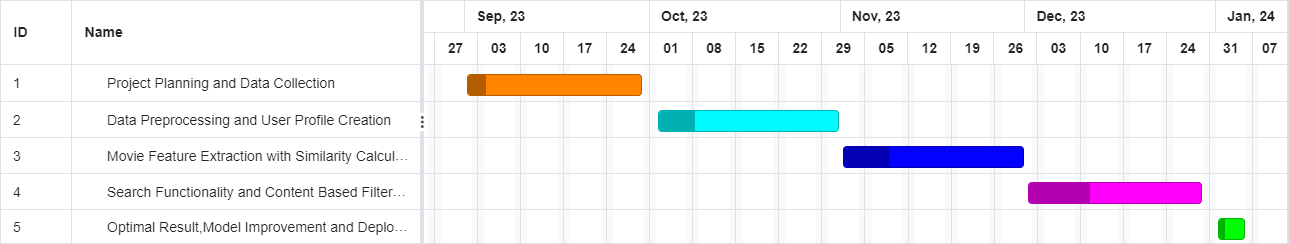 ID Name Sep, 23 Oct, 23 Nov, 23 Dec, 23 Jan, 24
27 03 10 17 24 01 08 15 22 29 05 12 19 26 03 10 17 24 31 07
1 Project Planning and Data Collection
2 Data Preprocessing and User Profile Creation
3 Movie Feature Extraction with Similarity Calcul...
4 Search Functionality and Content Based Filter...
5 Optimal Result,Model Improvement and Deplo...